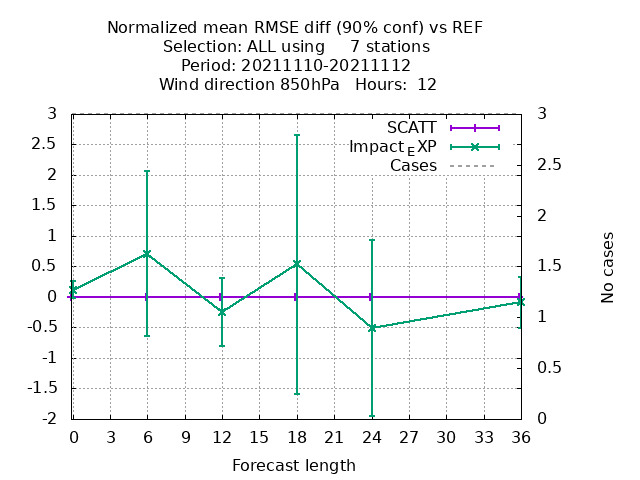 Normalized mean RMSE diff (90% conf) vs REF
Selection: ALL using     7 stations
Period: 20211110-20211112
Wind direction 850hPa   Hours:  12
SCATT
Impact_EXP
Cases
3
2.5
2
1.5
1
0.5
0
-0.5
-1
-1.5
-2
3
2.5
2
1.5
1
0.5
0
No cases
0 3 6 9 12 15 18 21 24 27 30 33 36
Forecast length